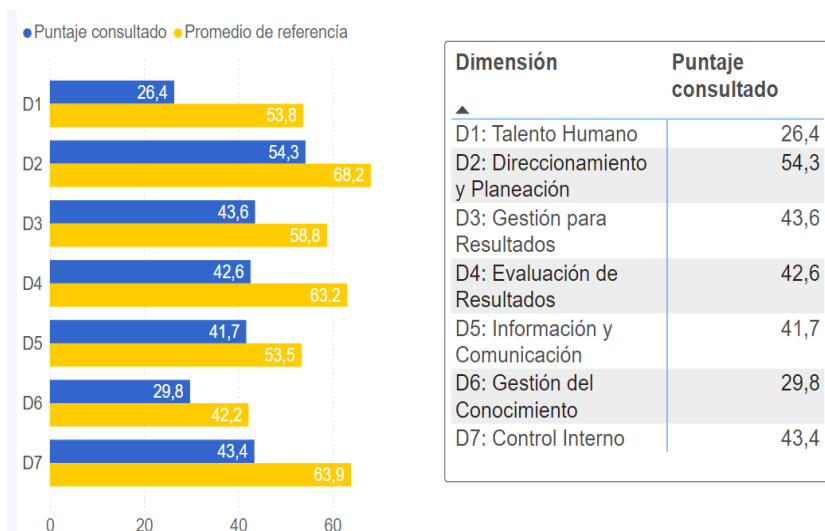 Puntaje consultado Promedio de referencía
D1
26,4
53,8
D2
54,3
68,2
D3
43,6
58,8
D4
42,6
63,2
D5
41,7
53,5
D6
29,8
42,2
D7
43,4
63,9
0 20 40 60
Dimensión Puntaje
consultado
D1: Talento Humano 26,4
D2: Direccionamiento 54,3
y Planeación
D3: Gestión para 43,6
Resultados
D4: Evaluación de 42,6
Resultados
D5: Información y 41,7
Comunicación
D6: Gestión del 29,8
Conocimiento
D7: Control Interno 43,4